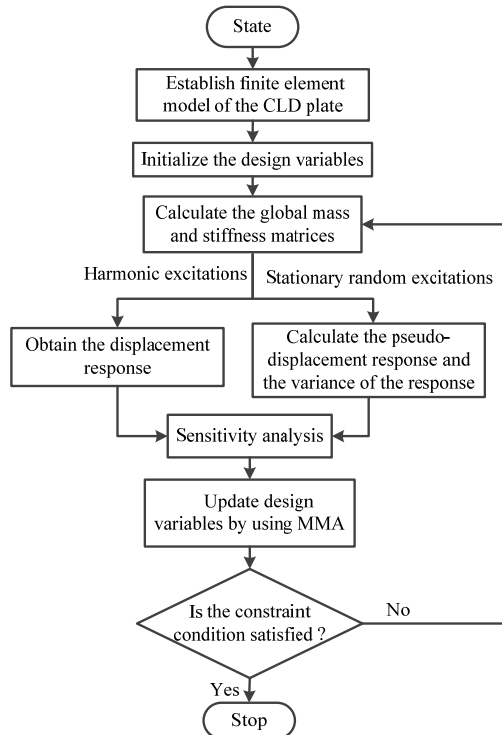 State
Establish finite element
model of the CLD plate
Initialize the design variables
Calculate the global mass
and stiffness matrices
Harmonic excitations
Stationary random excitations
Obtain the displacement
response
Calculate the pseudo-
displacement response and
the variance of the response
Sensitivity analysis
Update design
variables by using MMA
Is the constraint
condition satisfied ?
No
Yes
Stop